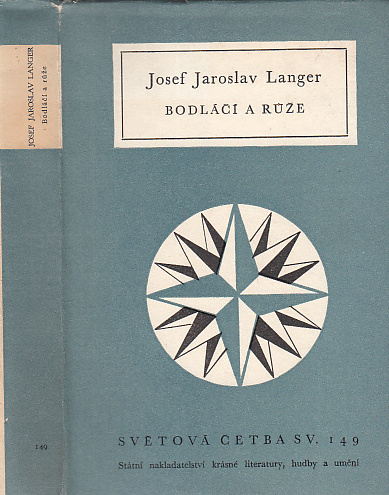 JOSEF JAROSLAV LANGER
Bodláčí a růže
149
Josef Jaroslav Langer
BODLÁČÍ A RŮŽE
SVĚTOVÁ ČETBA SV. 149
Státní nakladatelství krásné literatury, hudby a umění